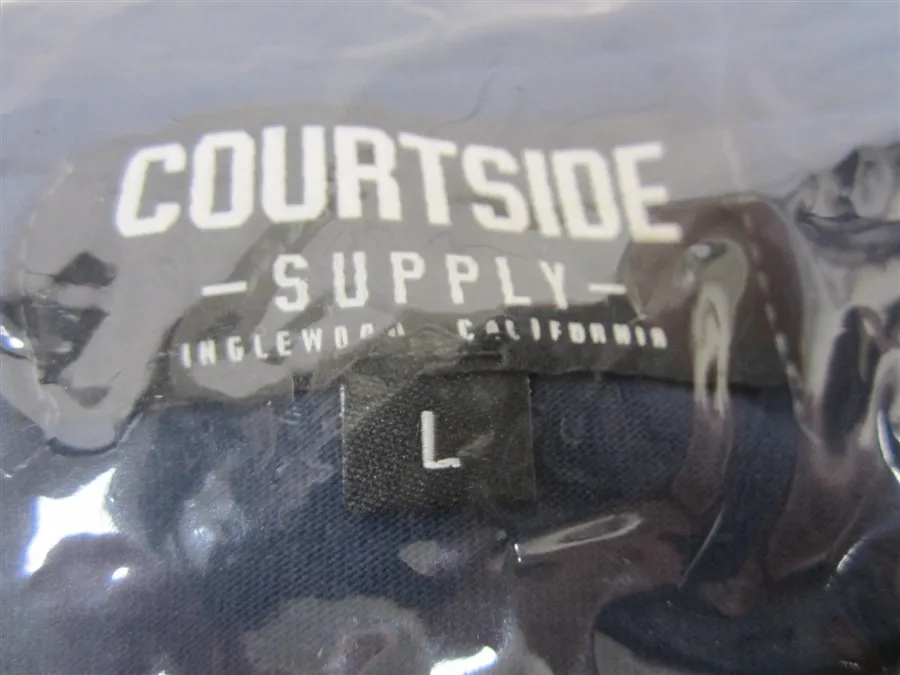 COURTSIDE
- SUPPLY -
INGLEWOOD CALIFORNIA
L